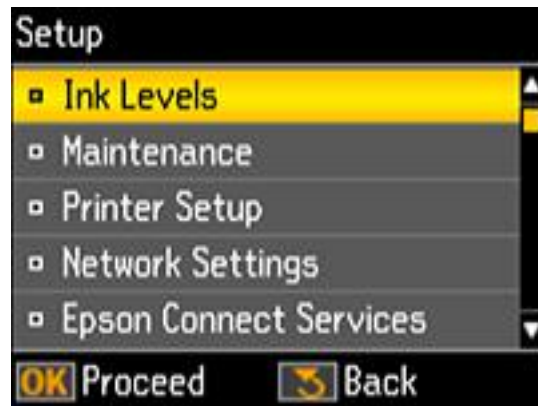 Setup
Ink Levels
Maintenance
Printer Setup
Network Settings
Epson Connect Services
OK Proceed Back